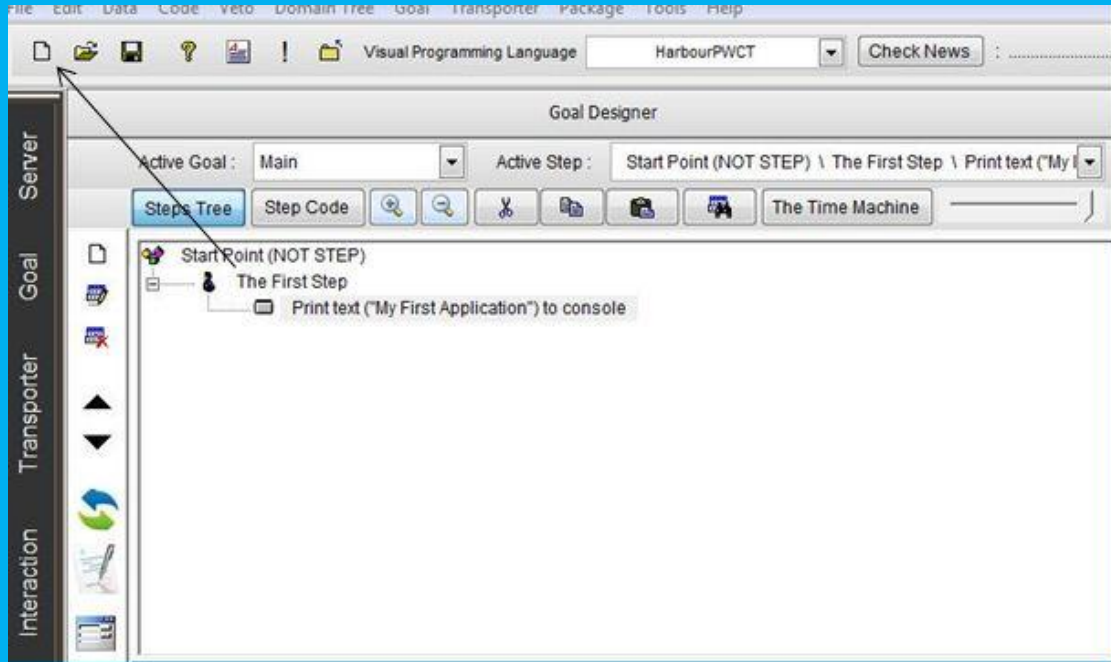 File Edit Data Code Veto Domain Tree Goal Transporter Package Tools Help
? ! Visual Programming Language HarbourPWCT Check News : ..............................
Goal Designer
Active Goal : Main Active Step : Start Point (NOT STEP) \ The First Step \ Print text ("My
Steps Tree Step Code The Time Machine
Start Point (NOT STEP)
The First Step
Print text ("My First Application") to console
Server
Goal
Transporter
Interaction